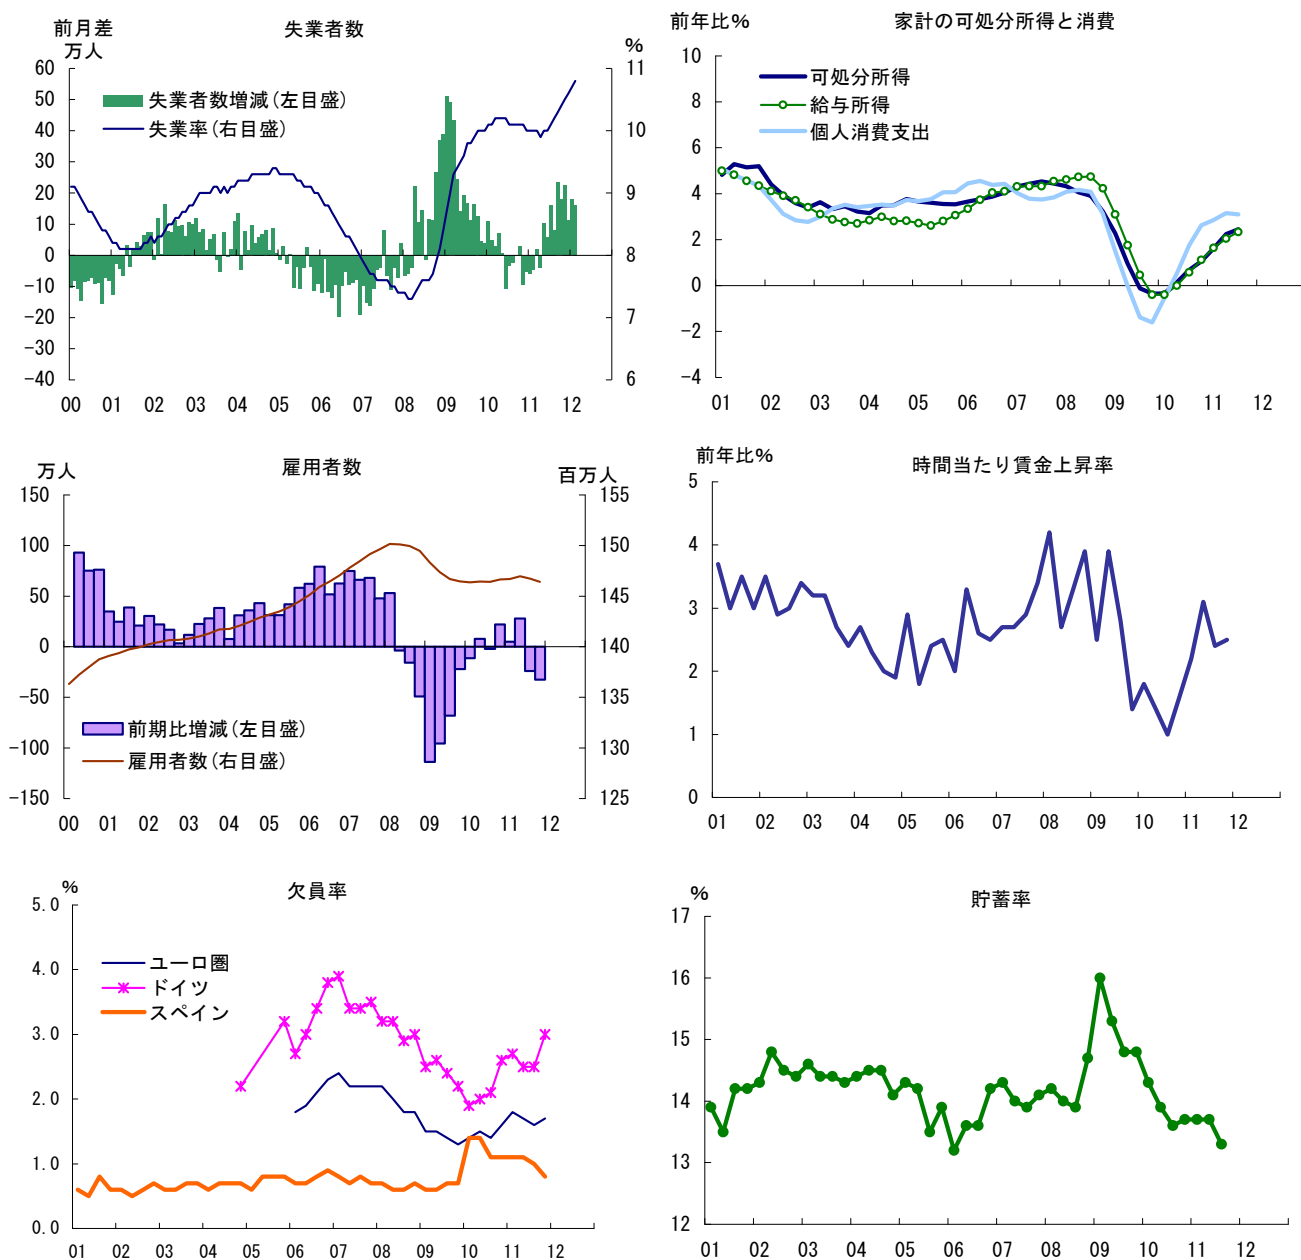 失業者数
前月差
万人
%
60
50
40
30
20
10
0
-10
-20
-30
-40
11
10
9
8
7
6
失業者数増減(左目盛)
失業率(右目盛)
00 01 02 03 04 05 06 07 08 09 10 11 12
家計の可処分所得と消費
前年比%
10
8
6
4
2
0
-2
-4
可処分所得
給与所得
個人消費支出
01 02 03 04 05 06 07 08 09 10 11 12
雇用者数
万人
百万人
150
100
50
0
-50
-100
-150
155
150
145
140
135
130
125
前期比増減(左目盛)
雇用者数(右目盛)
00 01 02 03 04 05 06 07 08 09 10 11 12
時間当たり賃金上昇率
前年比%
5
4
3
2
1
0
01 02 03 04 05 06 07 08 09 10 11 12
欠員率
%
5.0
4.0
3.0
2.0
1.0
0.0
ユーロ圏
ドイツ
スペイン
01 02 03 04 05 06 07 08 09 10 11 12
貯蓄率
%
17
16
15
14
13
12
01 02 03 04 05 06 07 08 09 10 11 12